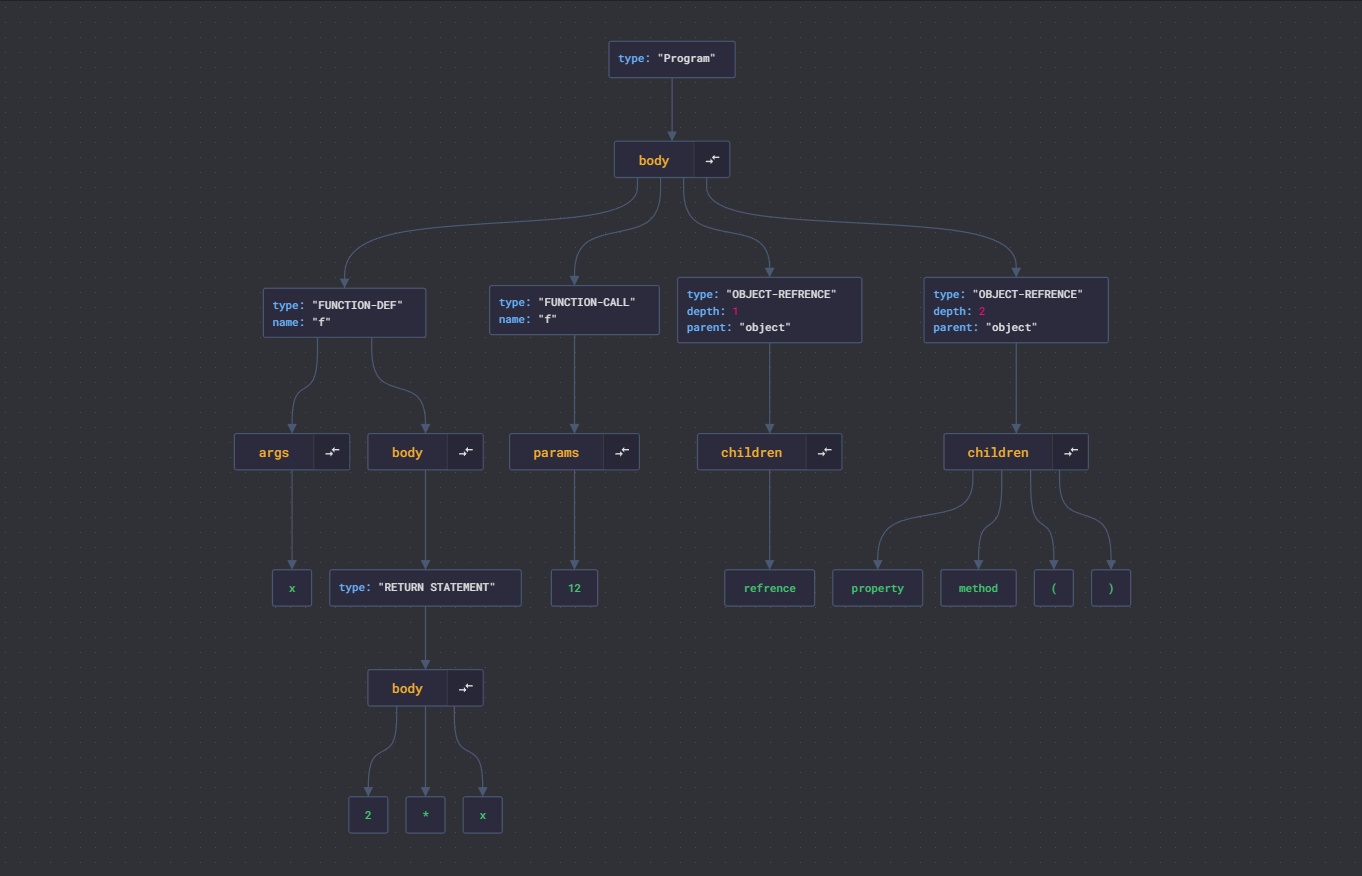 type: "Program"
body
type: "FUNCTION-DEF"
name: "f"
type: "FUNCTION-CALL"
name: "f"
type: "OBJECT-REFRENCE"
depth: 1
parent: "object"
type: "OBJECT-REFRENCE"
depth: 2
parent: "object"
args
body
params
children
children
x
type: "RETURN STATEMENT"
12
refrence
property
method
(
)
body
2
*
x